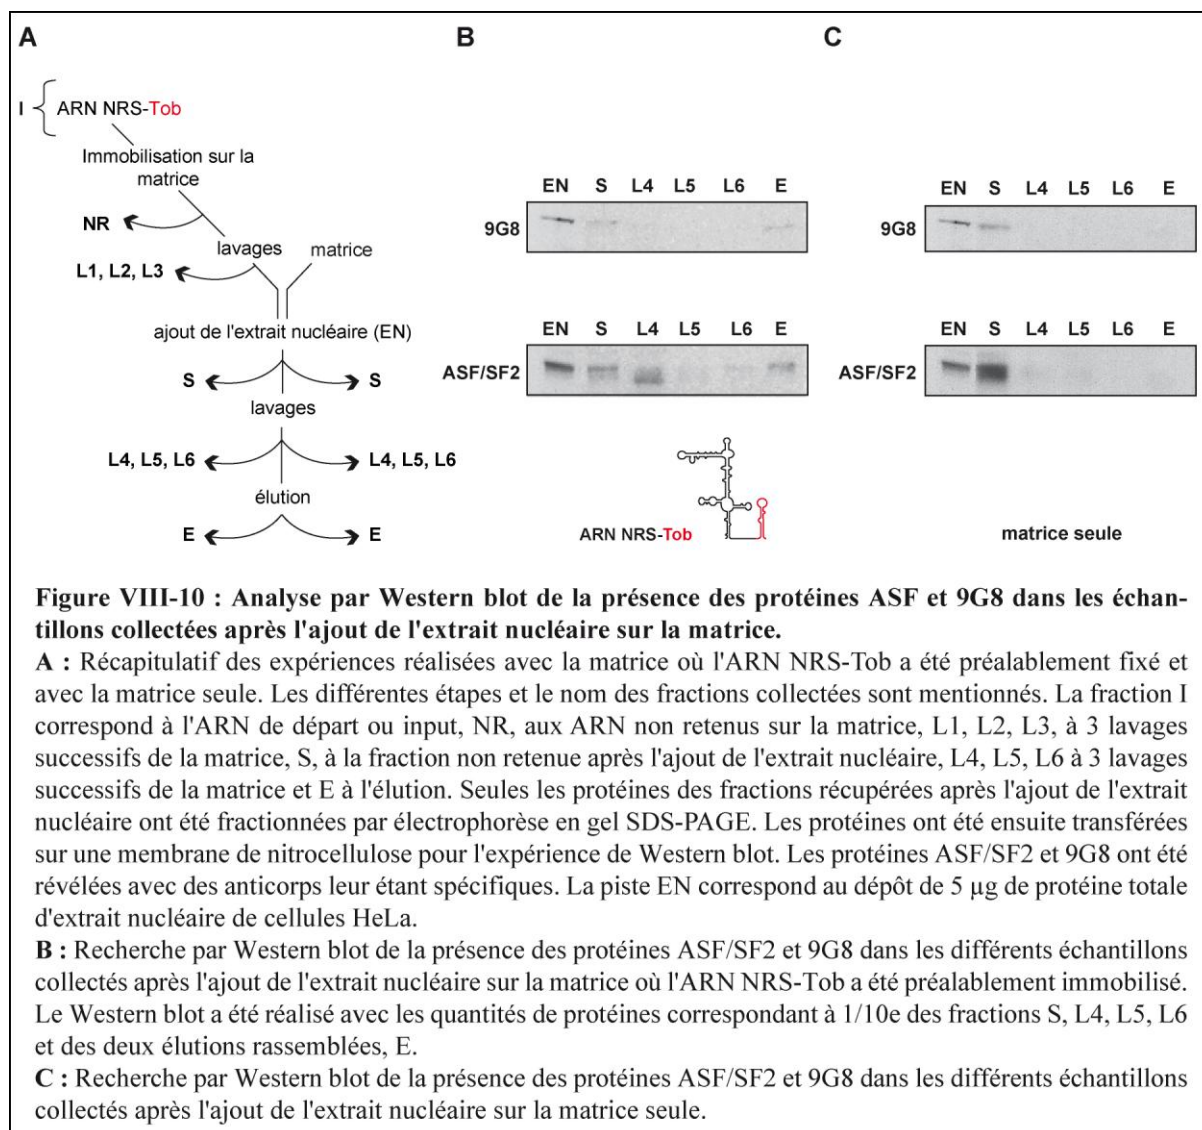 A
B
C
I
ARN NRS-Tob
Immobilisation sur la
matrice
NR
lavages
matrice
L1, L2, L3
ajout de l'extrait nucléaire (EN)
S
S
lavages
L4, L5, L6
L4, L5, L6
élution
E
E
EN S L4 L5 L6 E
9G8
EN S L4 L5 L6 E
ASF/SF2
ARN NRS-Tob
EN S L4 L5 L6 E
9G8
EN S L4 L5 L6 E
ASF/SF2
matrice seule
Figure VIII-10 : Analyse par Western blot de la présence des protéines ASF et 9G8 dans les échan-
tillons collectées après l'ajout de l'extrait nucléaire sur la matrice.
A : Récapitulatif des expériences réalisées avec la matrice où l'ARN NRS-Tob a été préalablement fixé et
avec la matrice seule. Les différentes étapes et le nom des fractions collectées sont mentionnés. La fraction I
correspond à l'ARN de départ ou input, NR, aux ARN non retenus sur la matrice, L1, L2, L3, à 3 lavages
successifs de la matrice, S, à la fraction non retenue après l'ajout de l'extrait nucléaire, L4, L5, L6 à 3 lavages
successifs de la matrice et E à l'élution. Seules les protéines des fractions récupérées après l'ajout de l'extrait
nucléaire ont été fractionnées par électrophorèse en gel SDS-PAGE. Les protéines ont été ensuite transférées
sur une membrane de nitrocellulose pour l'expérience de Western blot. Les protéines ASF/SF2 et 9G8 ont été
révélées avec des anticorps leur étant spécifiques. La piste EN correspond au dépôt de 5 µg de protéine totale
d'extrait nucléaire de cellules HeLa.
B : Recherche par Western blot de la présence des protéines ASF/SF2 et 9G8 dans les différents échantillons
collectés après l'ajout de l'extrait nucléaire sur la matrice où l'ARN NRS-Tob a été préalablement immobilisé.
Le Western blot a été réalisé avec les quantités de protéines correspondant à 1/10e des fractions S, L4, L5, L6
et des deux élutions rassemblées, E.
C : Recherche par Western blot de la présence des protéines ASF/SF2 et 9G8 dans les différents échantillons
collectés après l'ajout de l'extrait nucléaire sur la matrice seule.